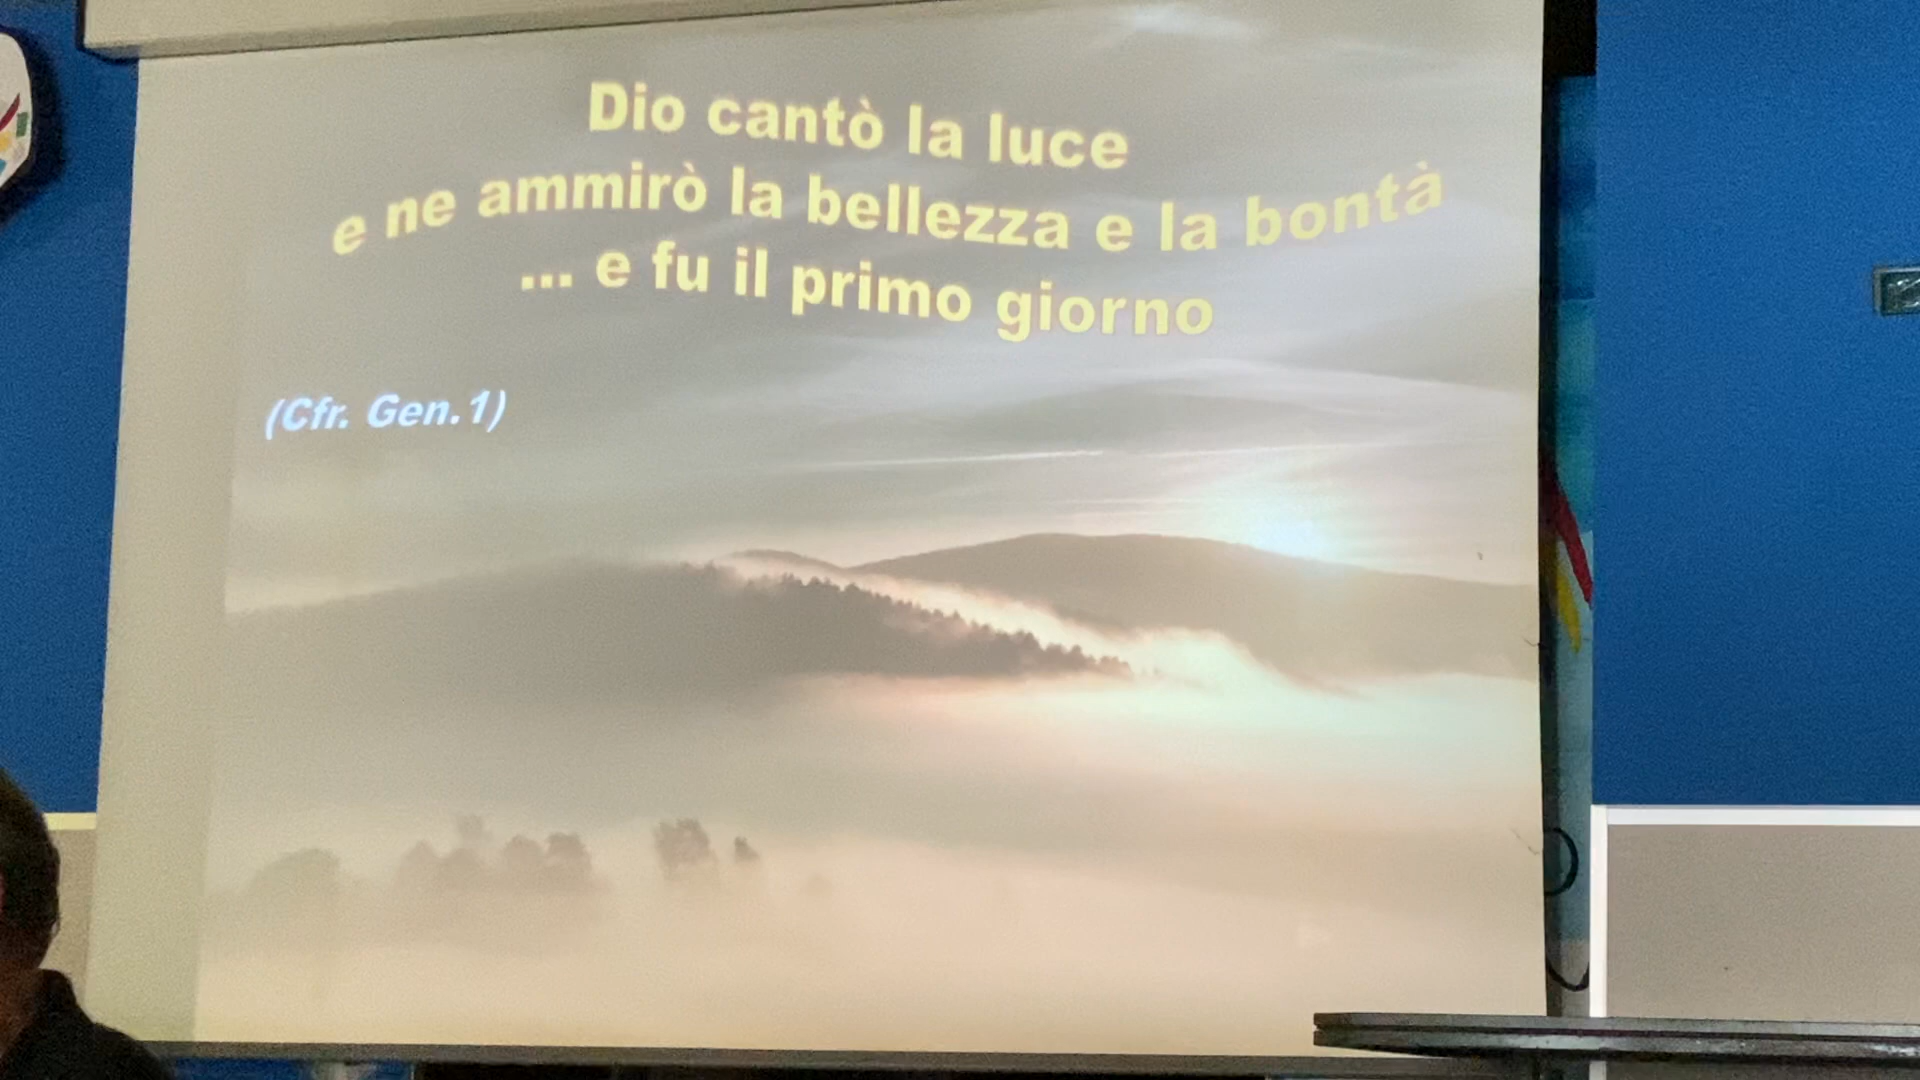 Dio cantò la luce
e ne ammirò la bellezza e la bontà
... e fu il primo giorno
(Cfr. Gen.1)